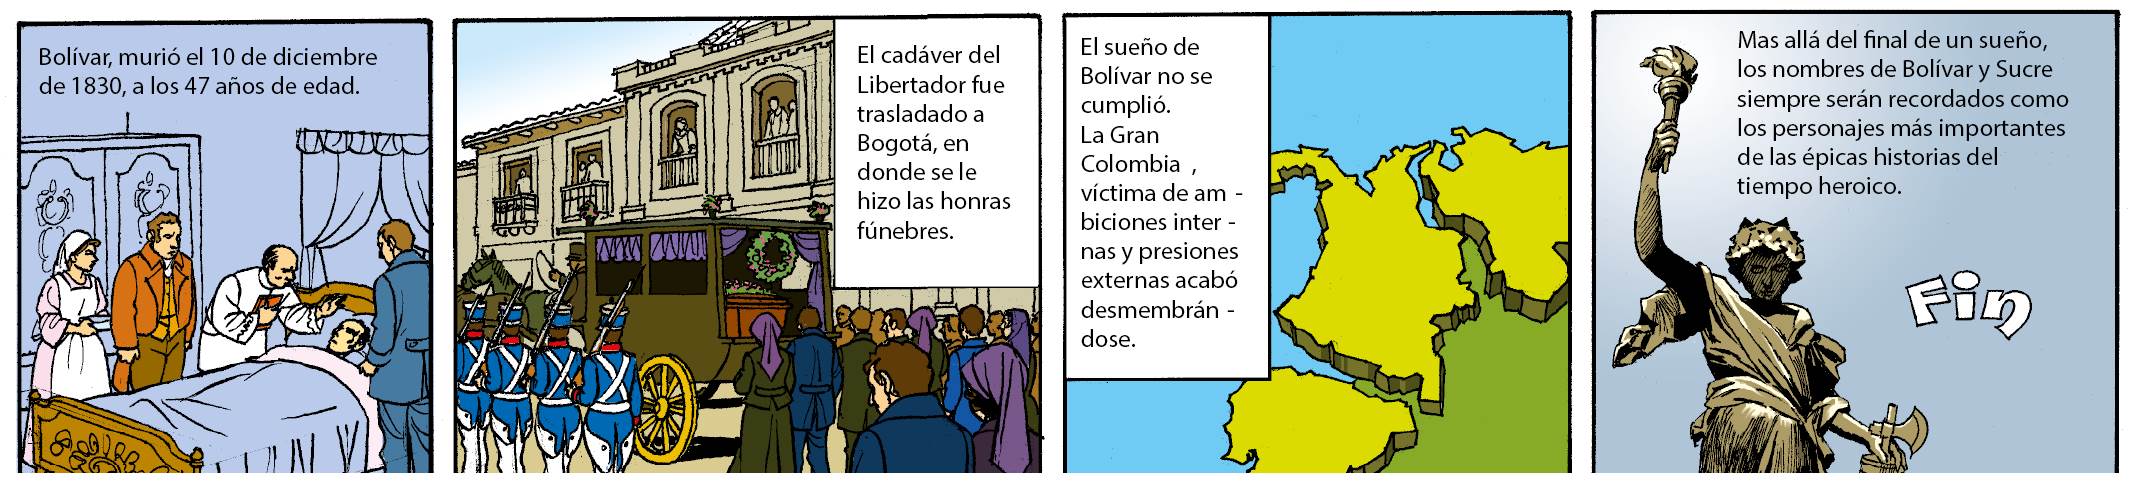 Bolívar, murió el 10 de diciembre
de 1830, a los 47 años de edad.
El cadáver del
Libertador fue
trasladado a
Bogotá, en
donde se le
hizo las honras
fúnebres.
El sueño de
Bolívar no se
cumplió.
La Gran
Colombia ,
víctima de am -
biciones inter -
nas y presiones
externas acabó
desmembrán -
dose.
Mas allá del final de un sueño,
los nombres de Bolívar y Sucre
siempre serán recordados como
los personajes más importantes
de las épicas historias del
tiempo heroico.
Fin